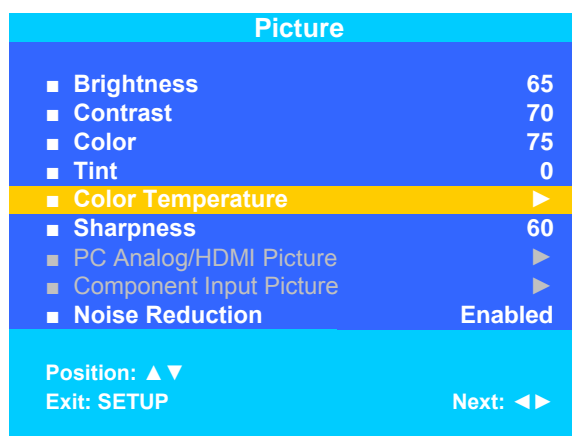 Picture
■ Brightness 65
■ Contrast 70
■ Color 75
■ Tint 0
■ Color Temperature ►
■ Sharpness 60
■ PC Analog/HDMI Picture ►
■ Component Input Picture ►
■ Noise Reduction Enabled
Position: ▲▼
Exit: SETUP Next: ◄►